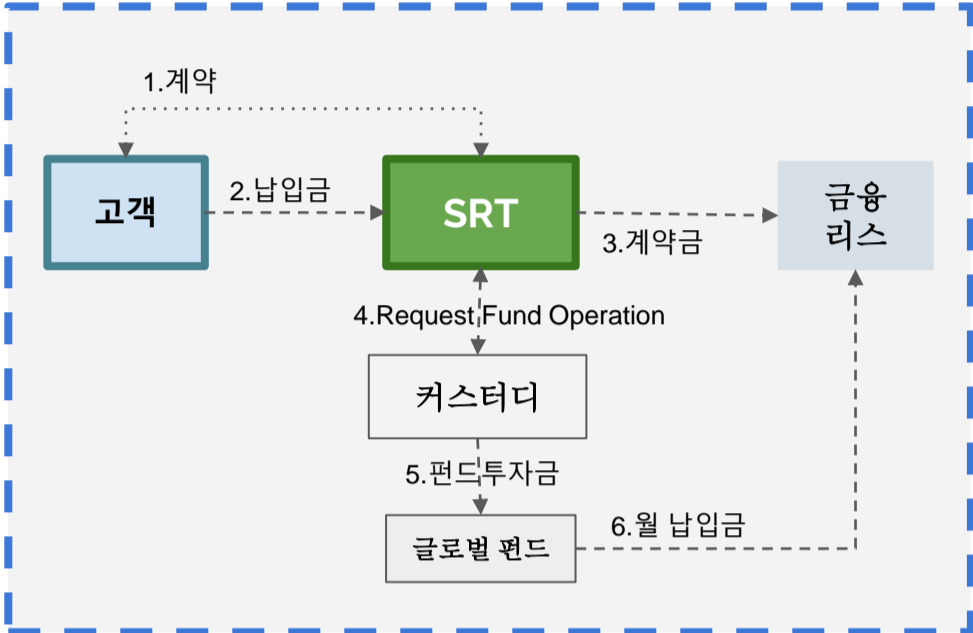 1.계약
고객
2.납입금
SRT
3.계약금
금융
리스
4.Request Fund Operation
커스터디
5.펀드투자금
글로벌 펀드
6.월 납입금